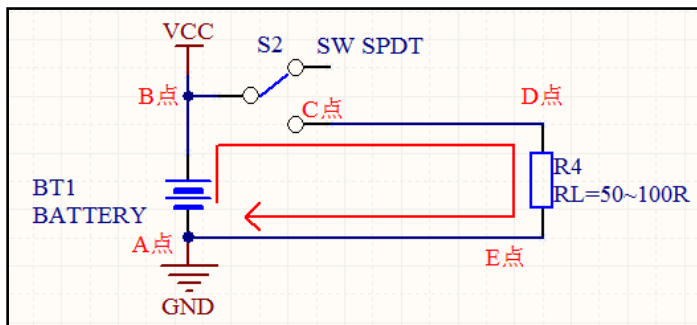 VCC
S2 SW SPDT
B点
C点
D点
BT1
BATTERY
R4
RL=50~100R
A点
E点
GND